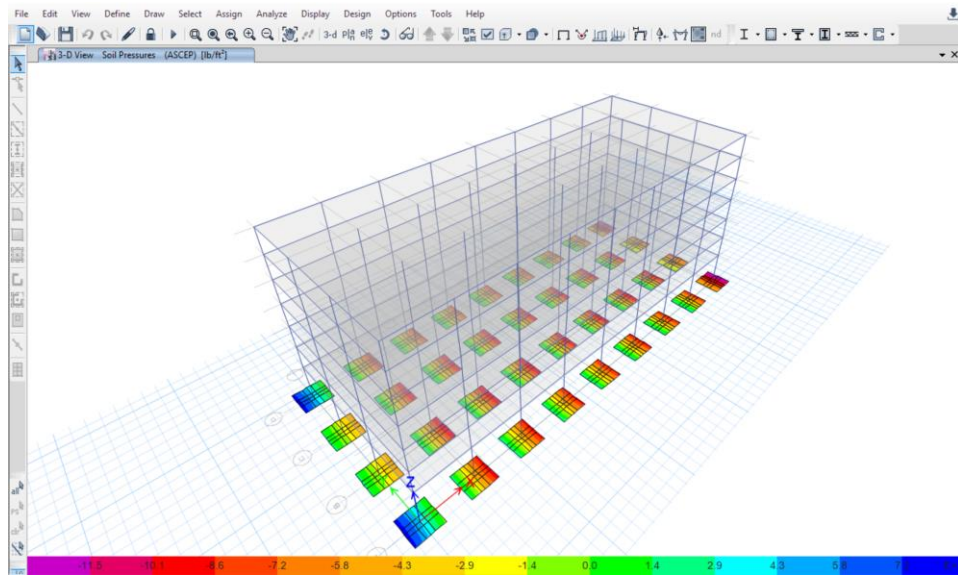 File Edit View Define Draw Select Assign Analyze Display Design Options Tools Help
3-d
nd
3-D View Soil Pressures (ASCEP) [lb/ft²]
Z
-11.5 -10.1 -8.6 -7.2 -5.8 -4.3 -2.9 -1.4 0.0 1.4 2.9 4.3 5.8